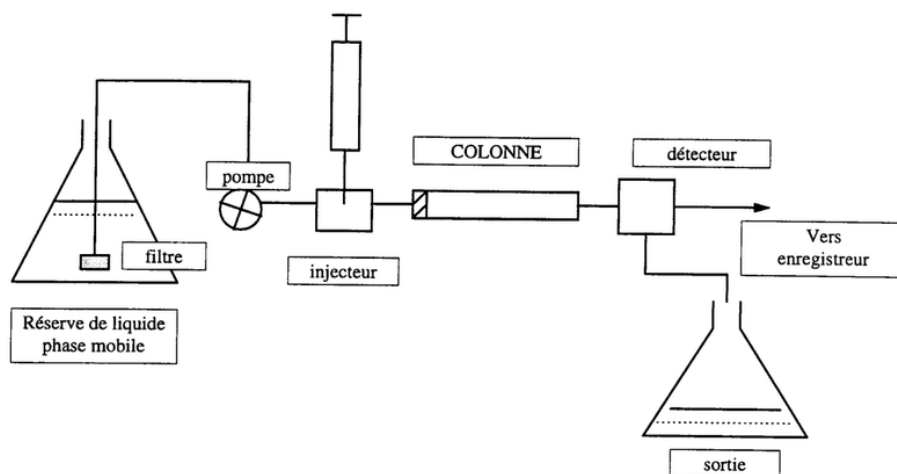 COLONNE
détecteur
pompe
filtre
injecteur
Vers
enregistreur
Réserve de liquide
phase mobile
sortie